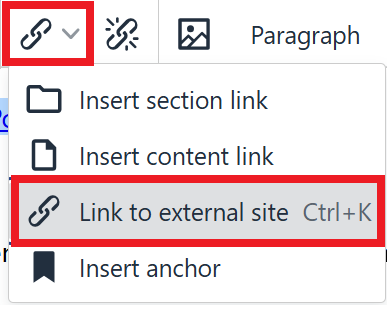 Paragraph
Insert section link
Insert content link
Link to external site Ctrl+K
Insert anchor